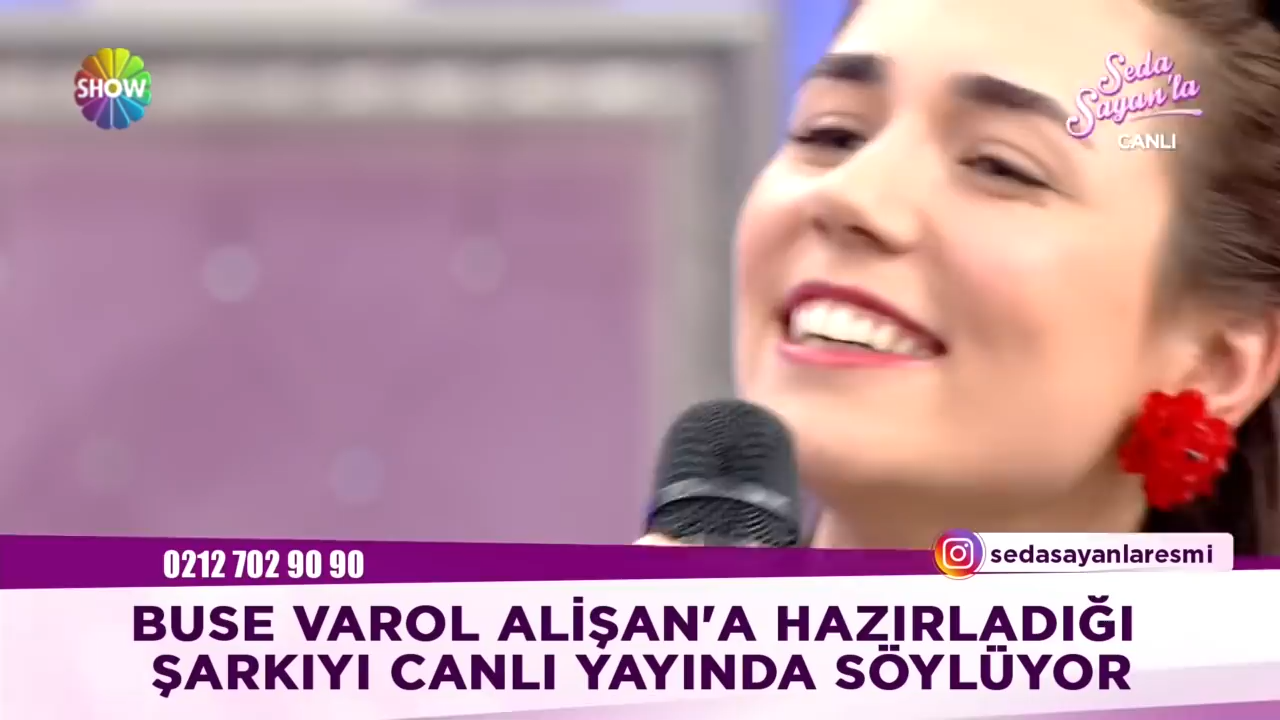 SHOW
Seda
Sayan'la
CANLI
0212 702 90 90
sedasayanlaresmi
BUSE VAROL ALİŞAN'A HAZIRLADIĞI
ŞARKIYI CANLI YAYINDA SÖYLÜYOR